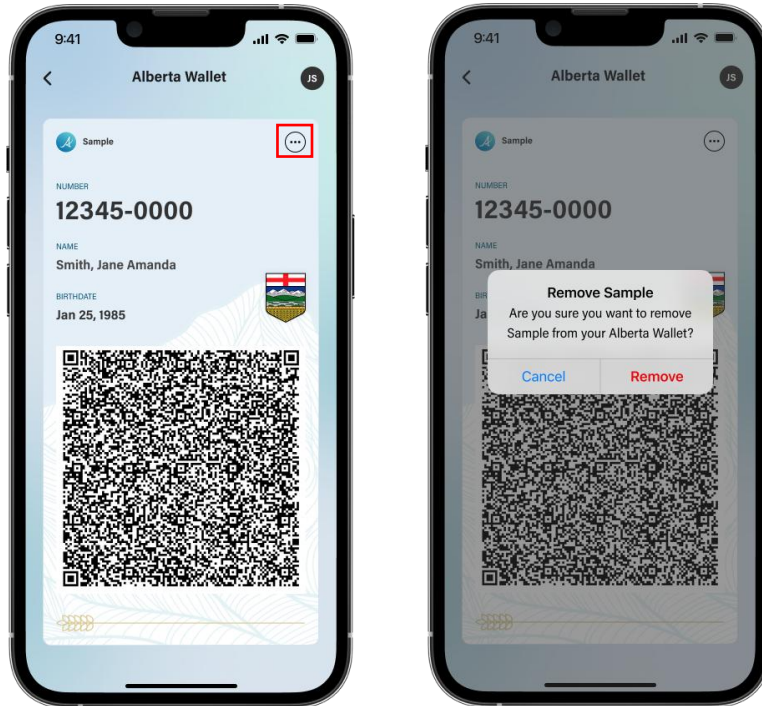 9:41
Alberta Wallet
JS
Sample
NUMBER
12345-0000
NAME
Smith, Jane Amanda
BIRTHDATE
Jan 25, 1985
9:41
Alberta Wallet
JS
Sample
NUMBER
12345-0000
NAME
Smith, Jane Amanda
BIR
Ja
Remove Sample
Are you sure you want to remove
Sample from your Alberta Wallet?
Cancel
Remove